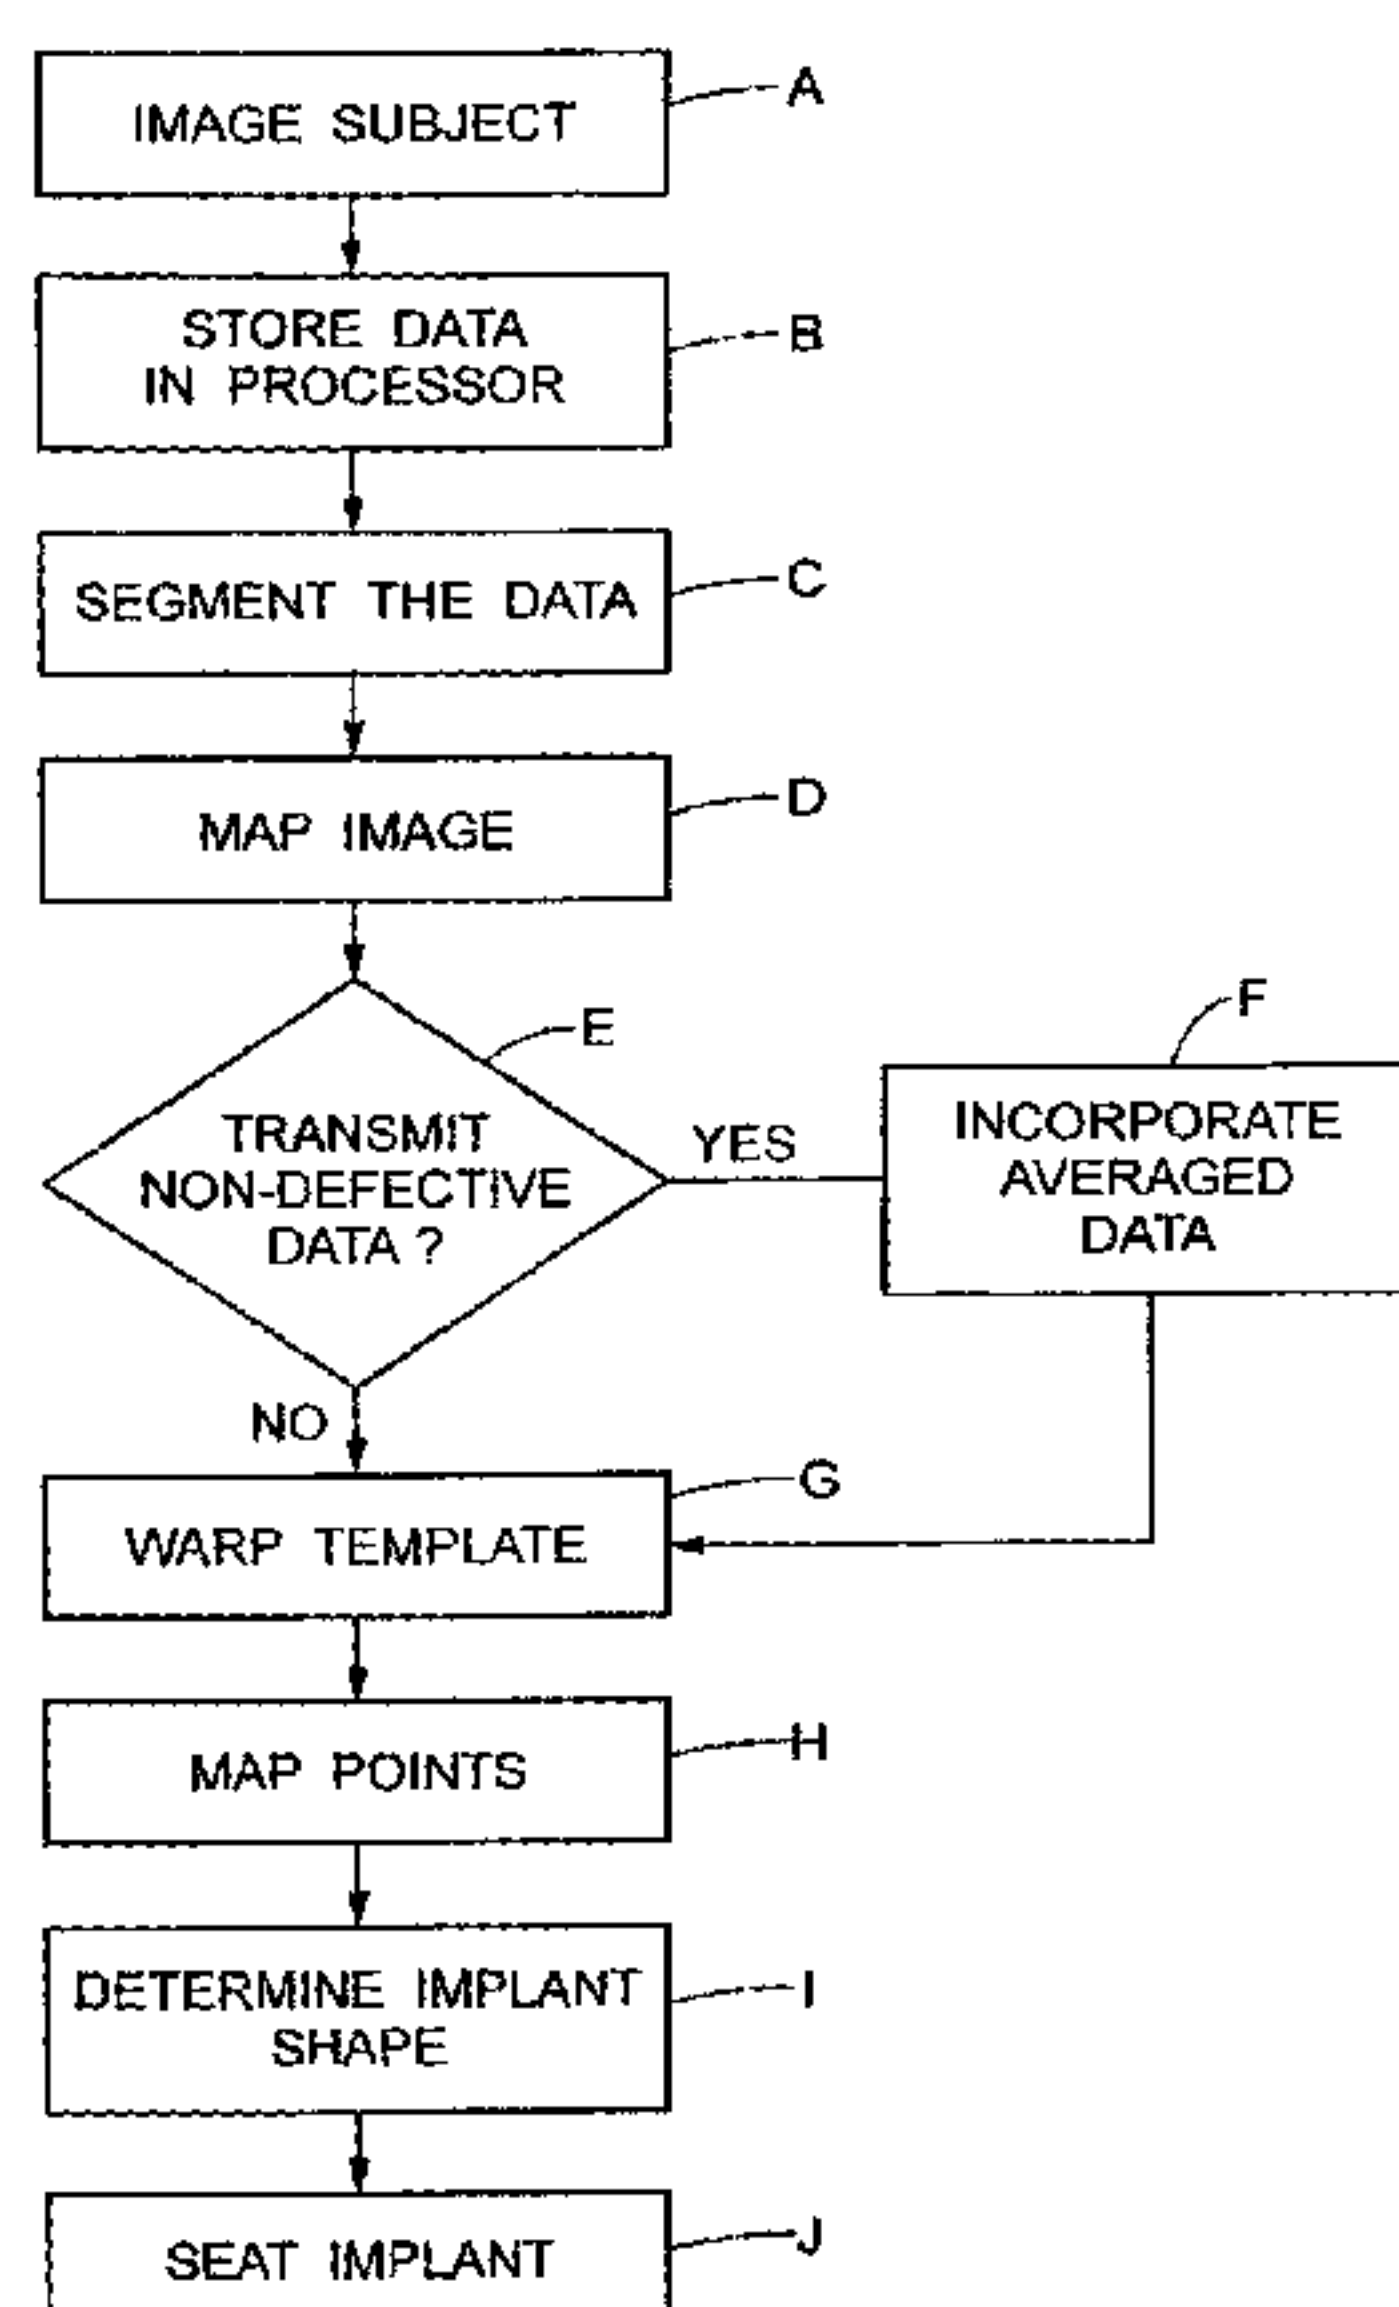 IMAGE SUBJECT
A
STORE DATA
IN PROCESSOR
B
SEGMENT THE DATA
C
MAP IMAGE
D
E
TRANSMIT
NON-DEFECTIVE
DATA ?
YES
F
INCORPORATE
AVERAGED
DATA
NO
WARP TEMPLATE
G
MAP POINTS
H
DETERMINE IMPLANT
SHAPE
I
SEAT IMPLANT
J